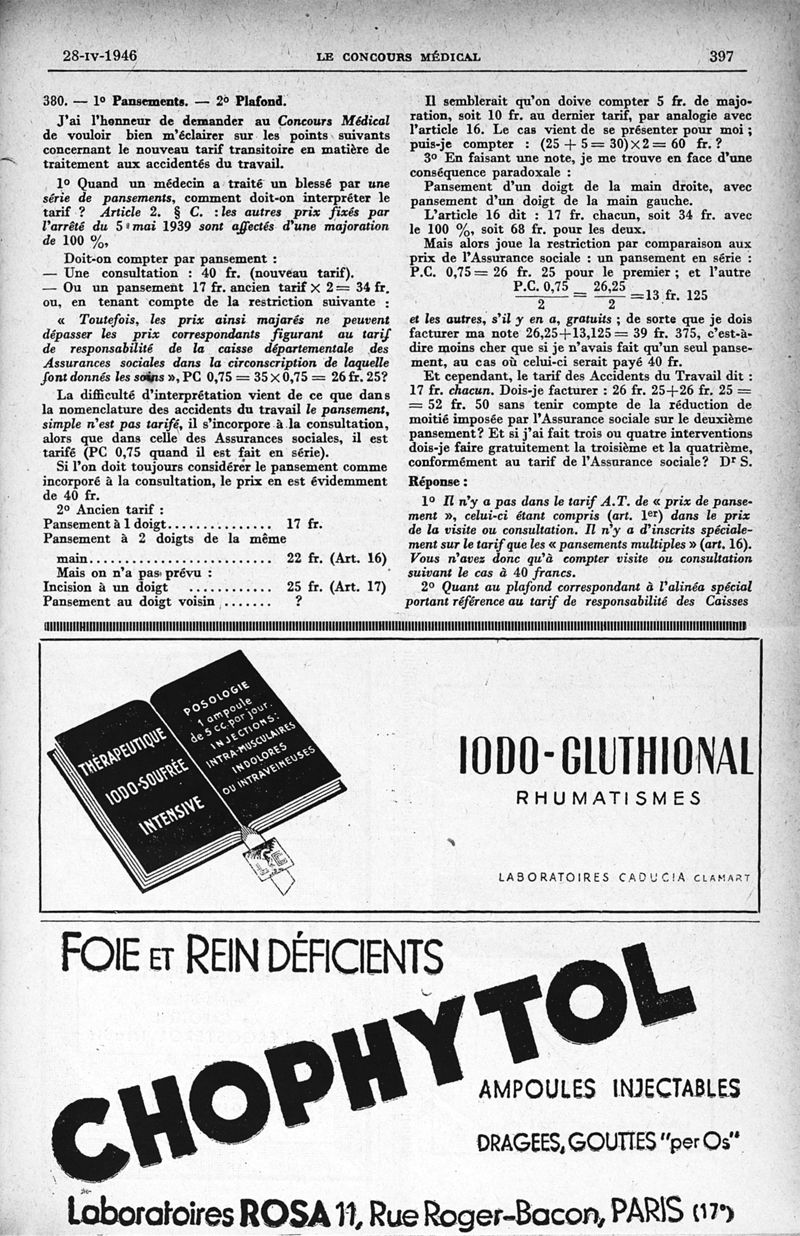 28-IV-1946
LE CONCOURS MÉDICAL
397
380. — 1º Pansements. — 2º Plafond.
J'ai l'honneur de demander au Concours Médical
de vouloir bien m'éclairer sur les points suivants
concernant le nouveau tarif transitoire en matière de
traitement aux accidentés du travail.
1º Quand un médecin a traité un blessé par une
série de pansements, comment doit-on interpréter le
tarif ? Article 2. § C. : les autres prix fixés par
l'arrêté du 5 mai 1939 sont affectés d'une majoration
de 100 %,
Doit-on compter par pansement :
— Une consultation : 40 fr. (nouveau tarif).
— Ou un pansement 17 fr. ancien tarif × 2 = 34 fr.
ou, en tenant compte de la restriction suivante :
« Toutefois, les prix ainsi majarés ne peuvent
dépasser les prix correspondants figurant au tarif
de responsabilité de la caisse départementale des
Assurances sociales dans la circonscription de laquelle
sont donnés les soins », PC 0,75 = 35×0,75 = 26 fr. 25?
La difficulté d'interprétation vient de ce que dans
la nomenclature des accidents du travail le pansement,
simple n'est pas tarifé, il s'incorpore à la consultation,
alors que dans celle des Assurances sociales, il est
tarifé (PC 0,75 quand il est fait en série).
Si l'on doit toujours considérer le pansement comme
incorporé à la consultation, le prix en est évidemment
de 40 fr.
2º Ancien tarif :
Pansement à 1 doigt............... 17 fr.
Pansement à 2 doigts de la même
main.......................... 22 fr. (Art. 16)
Mais on n'a pas prévu :
Incision à un doigt ............ 25 fr. (Art. 17)
Pansement au doigt voisin ....... ?
Il semblerait qu'on doive compter 5 fr. de majo-
ration, soit 10 fr. au dernier tarif, par analogie avec
l'article 16. Le cas vient de se présenter pour moi ;
puis-je compter : (25 + 5 = 30)×2 = 60 fr. ?
3º En faisant une note, je me trouve en face d'une
conséquence paradoxale :
Pansement d'un doigt de la main droite, avec
pansement d'un doigt de la main gauche.
L'article 16 dit : 17 fr. chacun, soit 34 fr. avec
le 100 %, soit 68 fr. pour les deux.
Mais alors joue la restriction par comparaison aux
prix de l'Assurance sociale : un pansement en série :
P.C. 0,75 = 26 fr. 25 pour le premier ; et l'autre
P.C. 0,75 26,25
= =13 fr. 125
2 2
et les autres, s'il y en a, gratuits ; de sorte que je dois
facturer ma note 26,25+13,125 = 39 fr. 375, c'est-à-
dire moins cher que si je n'avais fait qu'un seul panse-
ment, au cas où celui-ci serait payé 40 fr.
Et cependant, le tarif des Accidents du Travail dit :
17 fr. chacun. Dois-je facturer : 26 fr. 25+26 fr. 25 =
= 52 fr. 50 sans tenir compte de la réduction de
moitié imposée par l'Assurance sociale sur le deuxième
pansement? Et si j'ai fait trois ou quatre interventions
dois-je faire gratuitement la troisième et la quatrième,
conformément au tarif de l'Assurance sociale? Dr S.
Réponse :
1º Il n'y a pas dans le tarif A.T. de « prix de panse-
ment », celui-ci étant compris (art. 1er) dans le prix
de la visite ou consultation. Il n'y a d'inscrits spéciale-
ment sur le tarif que les « pansements multiples » (art. 16).
Vous n'avez donc qu'à compter visite ou consultation
suivant le cas à 40 francs.
2º Quant au plafond correspondant à l'alinéa spécial
portant référence au tarif de responsabilité des Caisses
THÉRAPEUTIQUE
IODO-SOUFRÉE
INTENSIVE
POSOLOGIE
1 ampoule
de 5 cc. par jour.
INJECTIONS:
INTRA-MUSCULAIRES
INDOLORES
OU INTRAVEINEUSES
IODO-GLUTHIONAL
RHUMATISMES
LABORATOIRES CADUCIA CLAMART
FOIE ET REIN DÉFICIENTS
CHOPHYTOL
AMPOULES INJECTABLES
DRAGEES, GOUTTES "per Os"
Laboratoires ROSA 11, Rue Roger-Bacon, PARIS (17e)